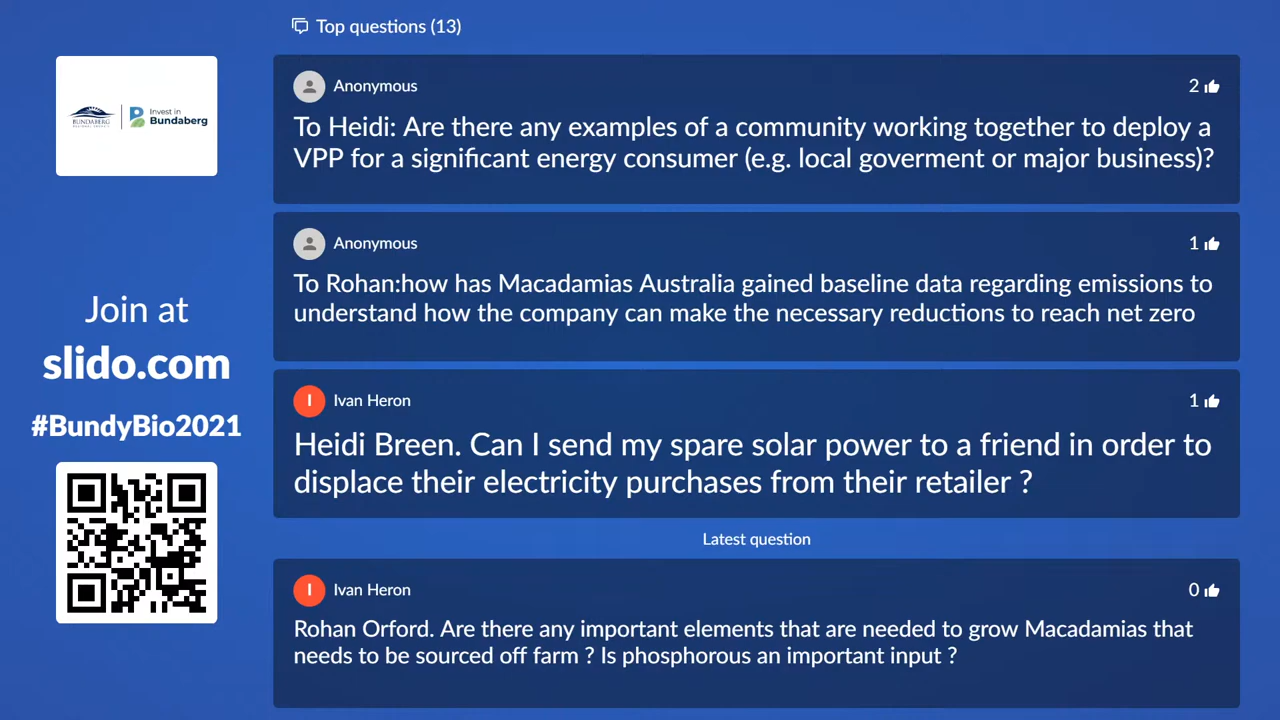 Top questions (13)
BUNDABERG
Invest in
Bundaberg
Join at
slido.com
#BundyBio2021
Anonymous
2
To Heidi: Are there any examples of a community working together to deploy a
VPP for a significant energy consumer (e.g. local goverment or major business)?
Anonymous
1
To Rohan:how has Macadamias Australia gained baseline data regarding emissions to
understand how the company can make the necessary reductions to reach net zero
I
Ivan Heron
1
Heidi Breen. Can I send my spare solar power to a friend in order to
displace their electricity purchases from their retailer ?
Latest question
I
Ivan Heron
0
Rohan Orford. Are there any important elements that are needed to grow Macadamias that
needs to be sourced off farm ? Is phosphorous an important input ?